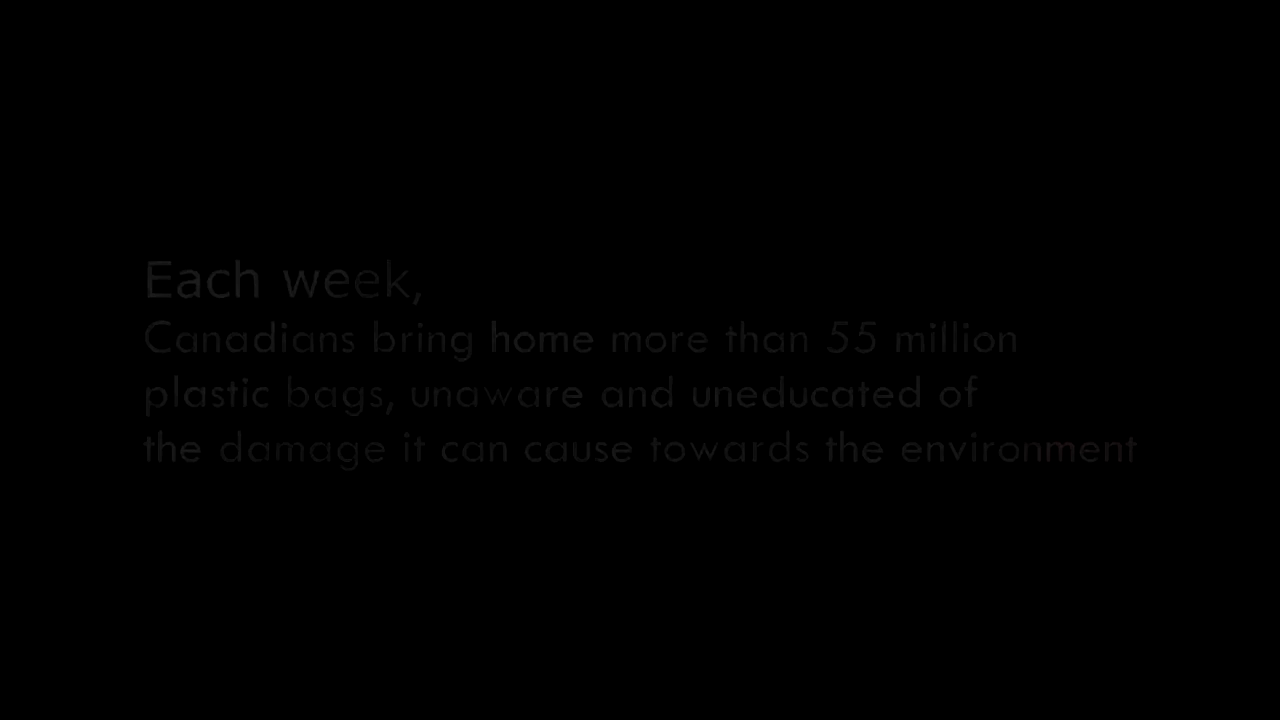 Each week,
Canadians bring home more than 55 million
plastic bags, unaware and uneducated of
the damage it can cause towards the environment